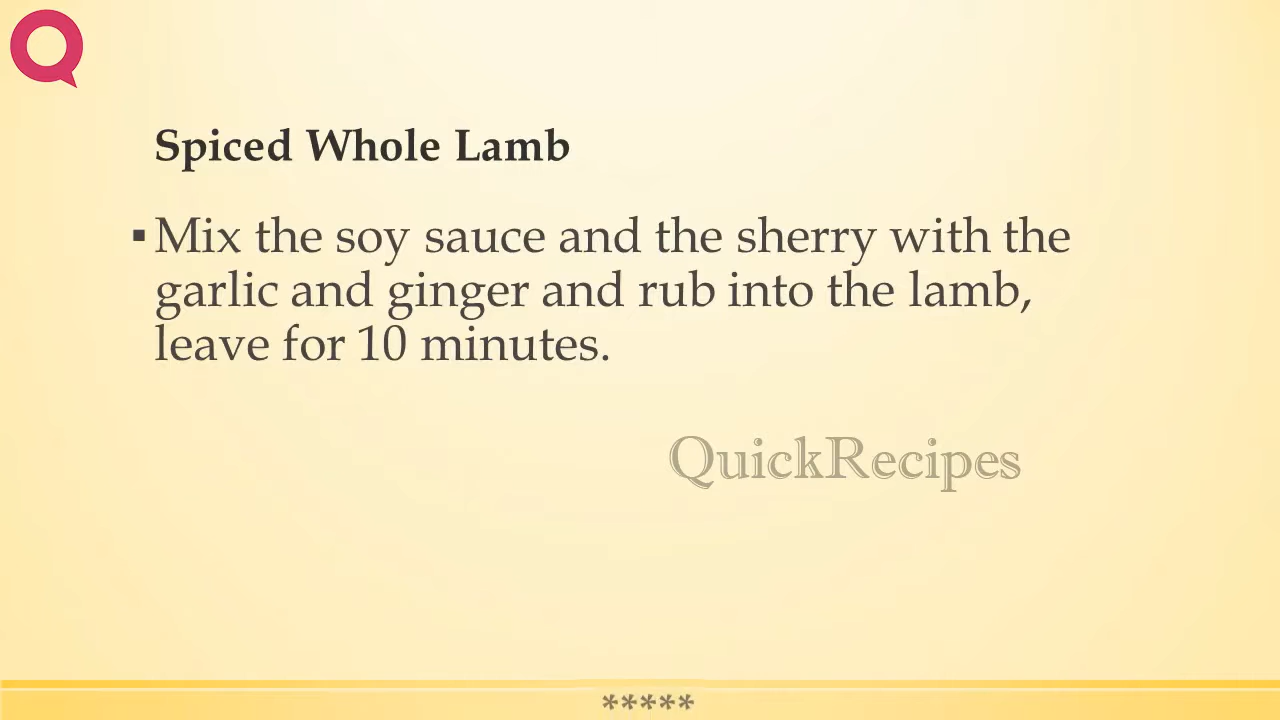 Spiced Whole Lamb
▪Mix the soy sauce and the sherry with the
garlic and ginger and rub into the lamb,
leave for 10 minutes.
QuickRecipes
*****